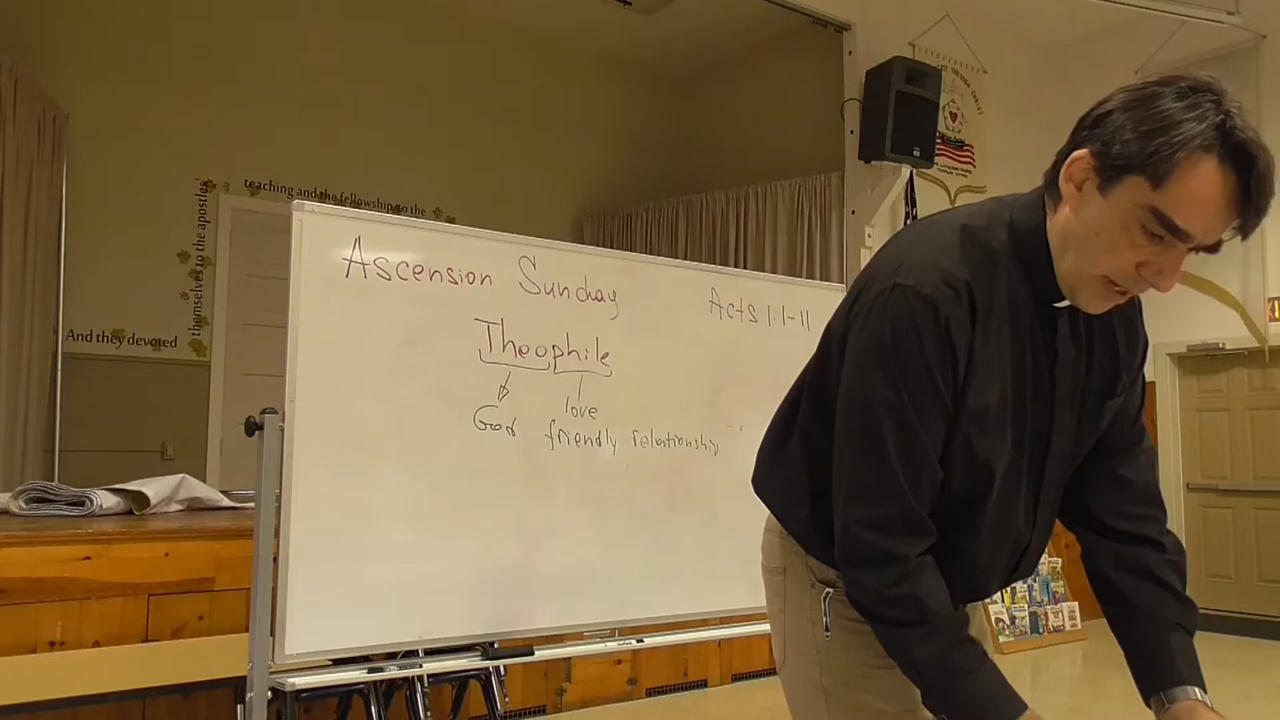 teaching and the fellowship to the
themselves to the apostles'
And they devoted
Ascension Sunday
Acts 1:1-11
Theophile
God
love
friendly relationship